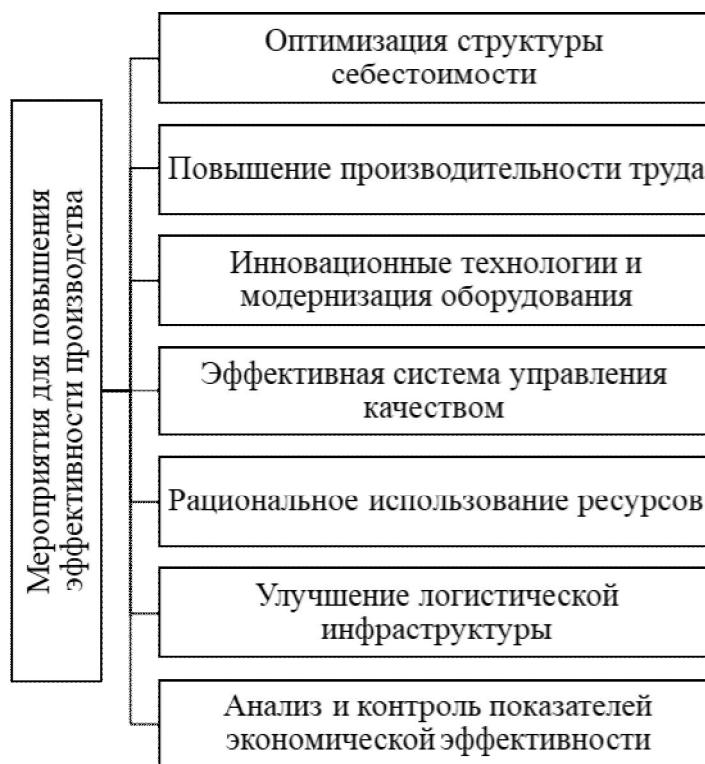 Мероприятия для повышения
эффективности производства
Оптимизация структуры
себестоимости
Повышение производительности труда
Инновационные технологии и
модернизация оборудования
Эффективная система управления
качеством
Рациональное использование ресурсов
Улучшение логистической
инфраструктуры
Анализ и контроль показателей
экономической эффективности